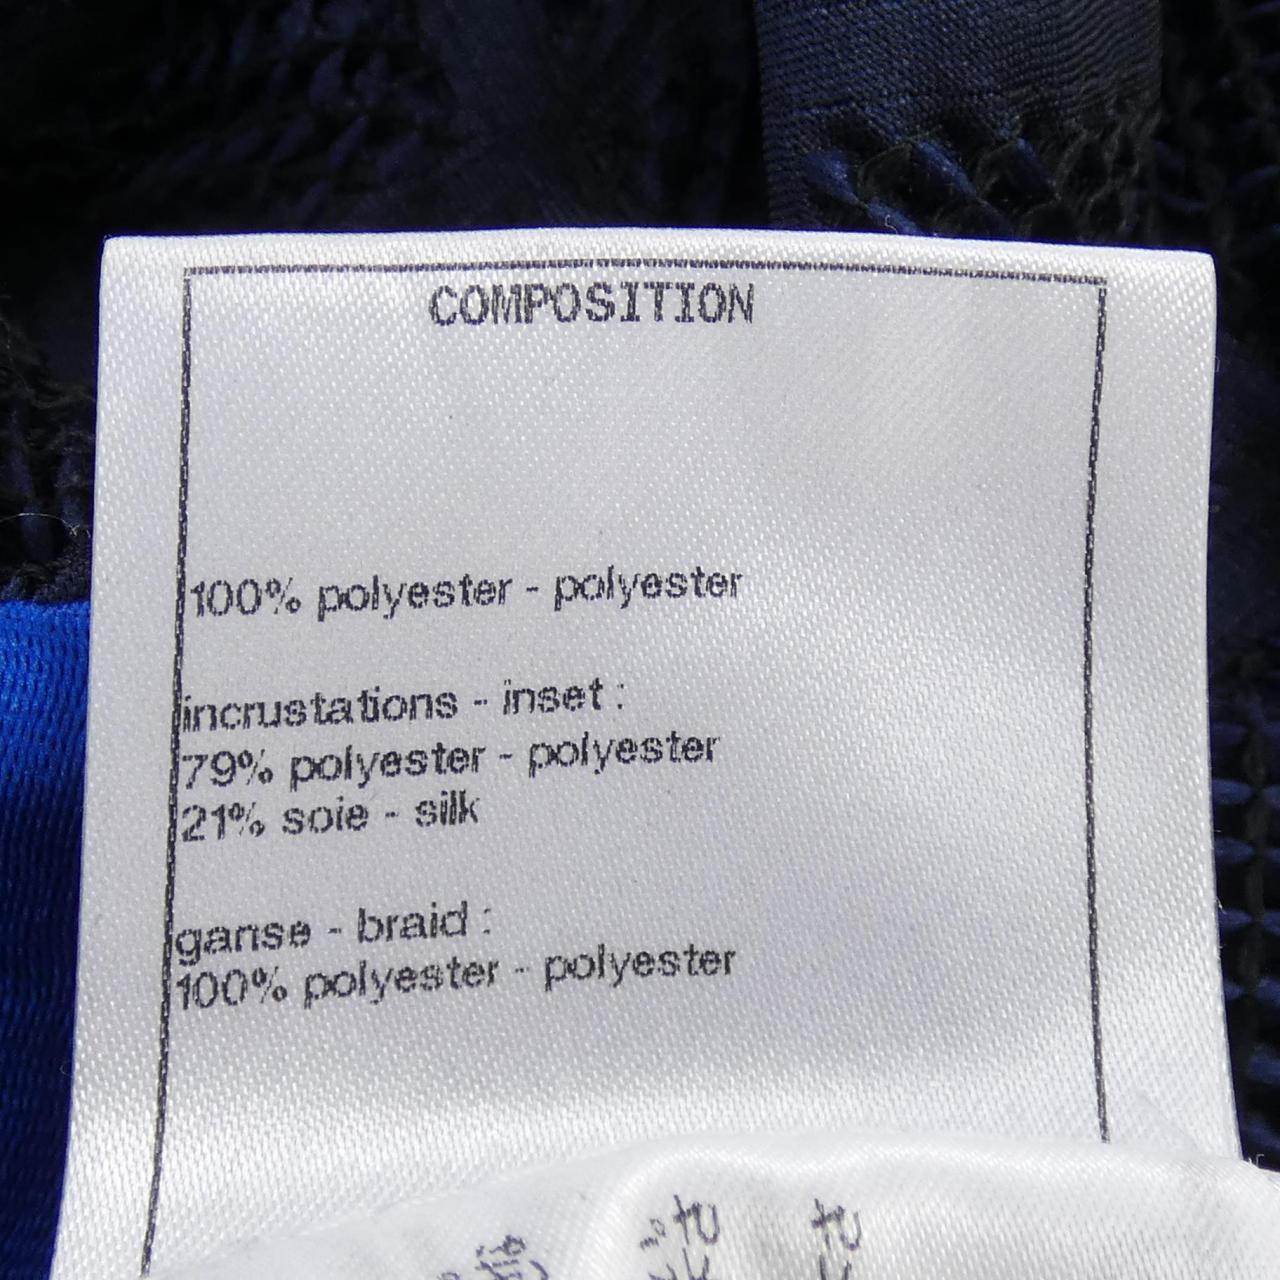 COMPOSITION
100% polyester - polyester
incrustations - inset :
79% polyester - polyester
21% soie - silk
ganse - braid :
100% polyester - polyester